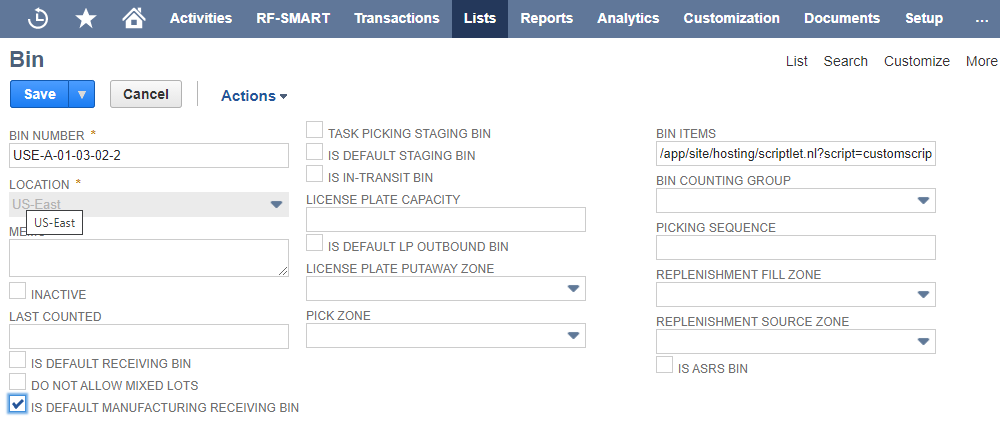 Activities RF-SMART Transactions Lists Reports Analytics Customization Documents Setup ...
Bin
List Search Customize More
Save Cancel Actions
BIN NUMBER *
USE-A-01-03-02-2
LOCATION *
US-East
US-East
MEMO
INACTIVE
LAST COUNTED
IS DEFAULT RECEIVING BIN
DO NOT ALLOW MIXED LOTS
IS DEFAULT MANUFACTURING RECEIVING BIN
TASK PICKING STAGING BIN
IS DEFAULT STAGING BIN
IS IN-TRANSIT BIN
LICENSE PLATE CAPACITY
IS DEFAULT LP OUTBOUND BIN
LICENSE PLATE PUTAWAY ZONE
PICK ZONE
BIN ITEMS
/app/site/hosting/scriptlet.nl?script=customscrip
BIN COUNTING GROUP
PICKING SEQUENCE
REPLENISHMENT FILL ZONE
REPLENISHMENT SOURCE ZONE
IS ASRS BIN